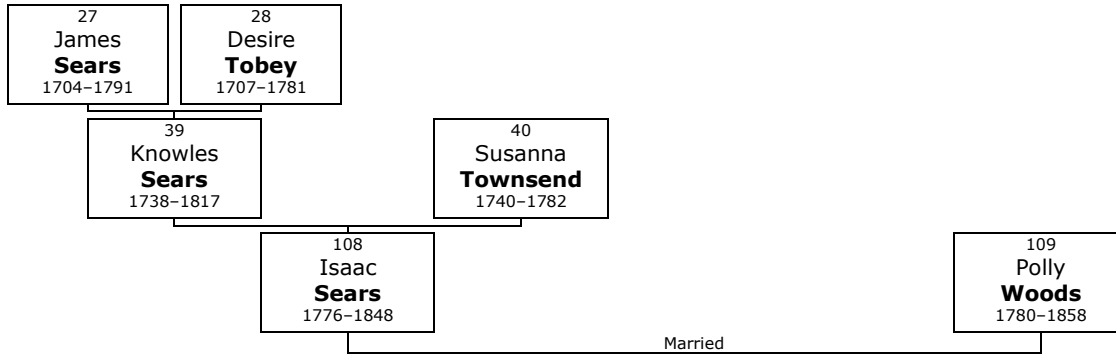 27
James
Sears
1704–1791
28
Desire
Tobey
1707–1781
39
Knowles
Sears
1738–1817
40
Susanna
Townsend
1740–1782
108
Isaac
Sears
1776–1848
109
Polly
Woods
1780–1858
Married